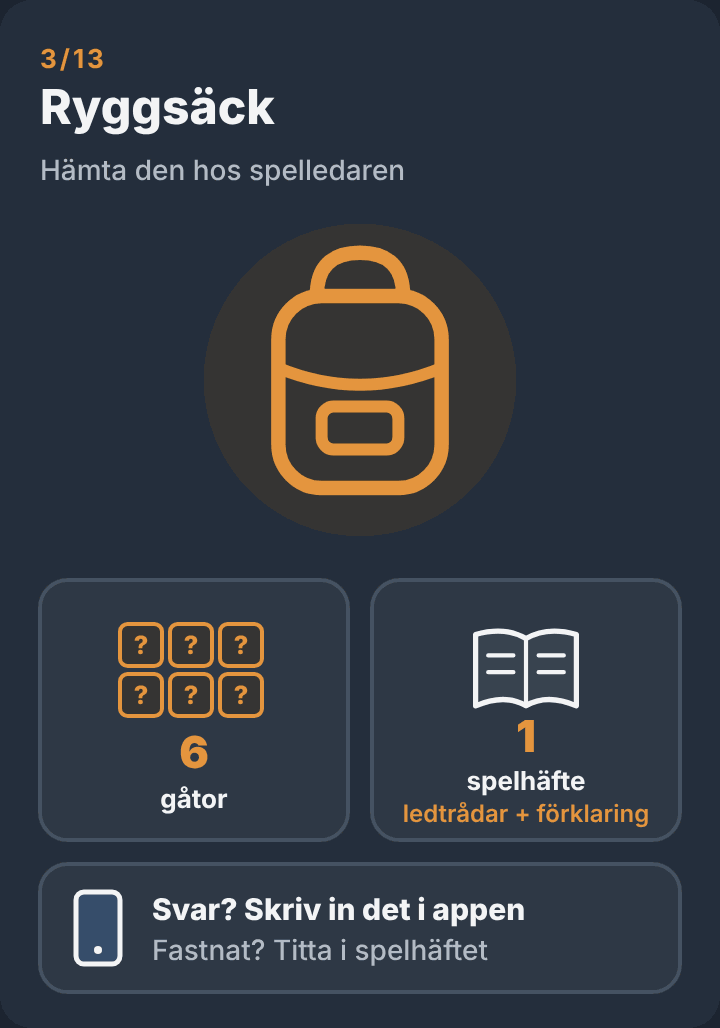 3/13
Ryggsäck
Hämta den hos spelledaren
? ? ?
? ? ?
6
gåtor
1
spelhäfte
ledtrådar + förklaring
Svar? Skriv in det i appen
Fastnat? Titta i spelhäftet